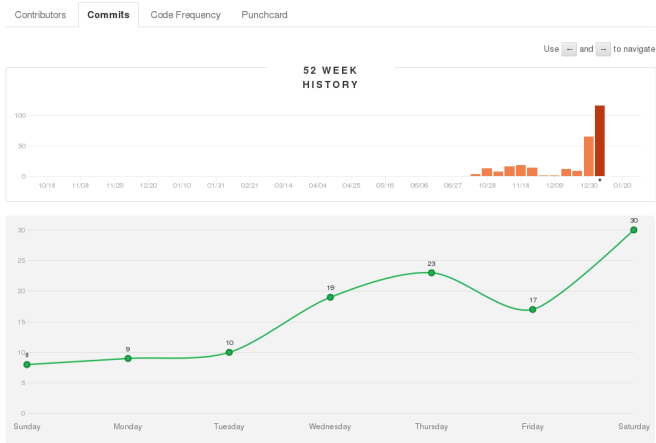 Contributors Commits Code Frequency Punchcard
Use ← and → to navigate
52 WEEK
HISTORY
100
50
0
10/18 11/08 11/29 12/20 01/10 01/31 02/21 03/14 04/04 04/25 05/16 06/06 06/27 10/28 11/18 12/09 12/30 01/20
30
30
25
23
20
19
17
15
10
10
9
8
5
0
Sunday Monday Tuesday Wednesday Thursday Friday Saturday